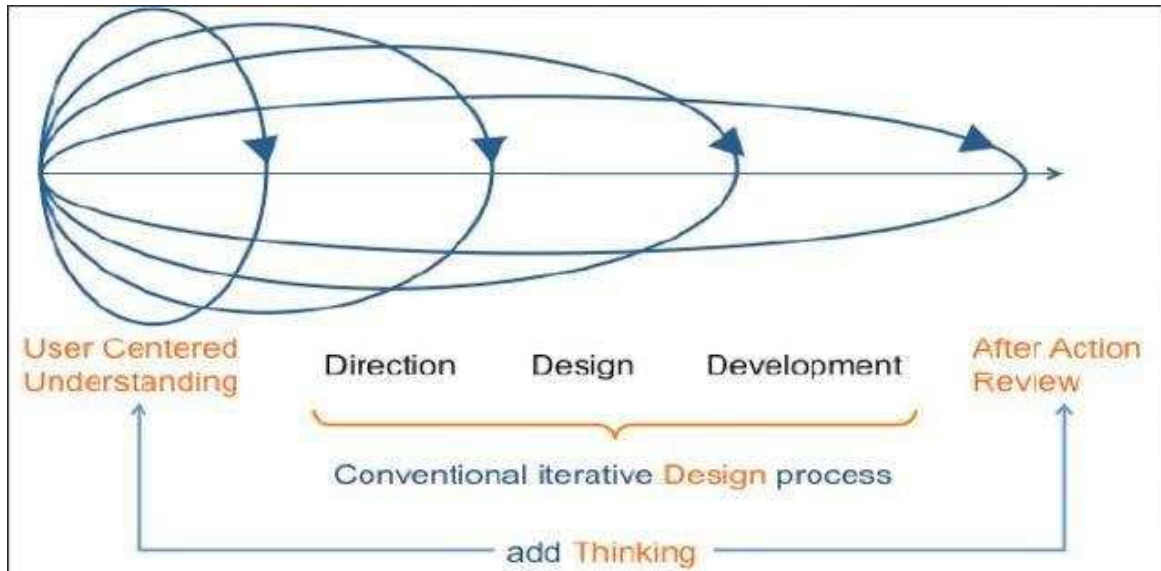 User Centered
Understanding
Direction
Design
Development
After Action
Review
Conventional iterative Design process
add Thinking